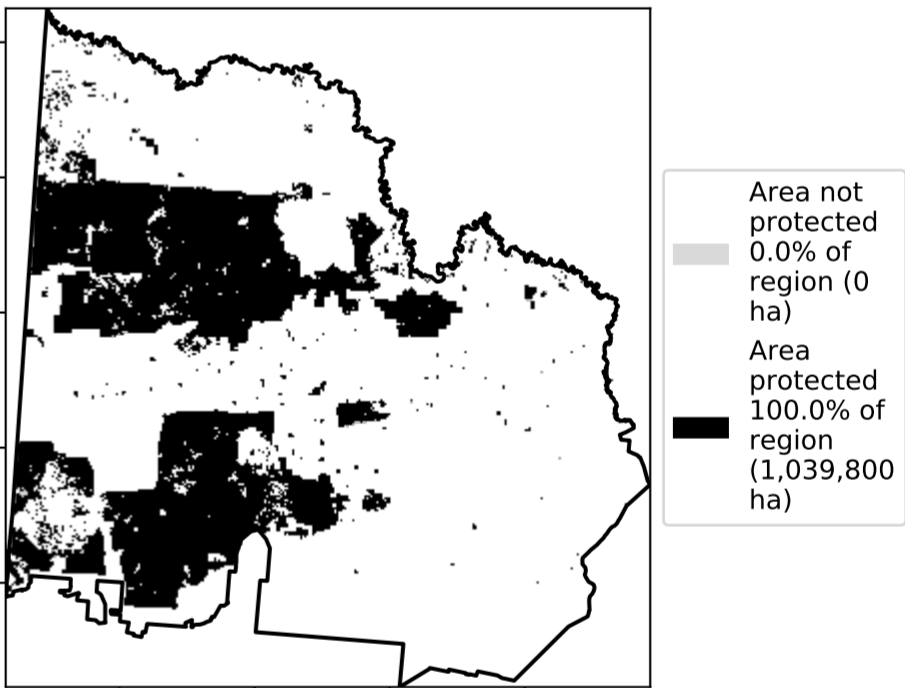 Area not
protected
0.0% of
region (0
ha)
Area
protected
100.0% of
region
(1,039,800
ha)